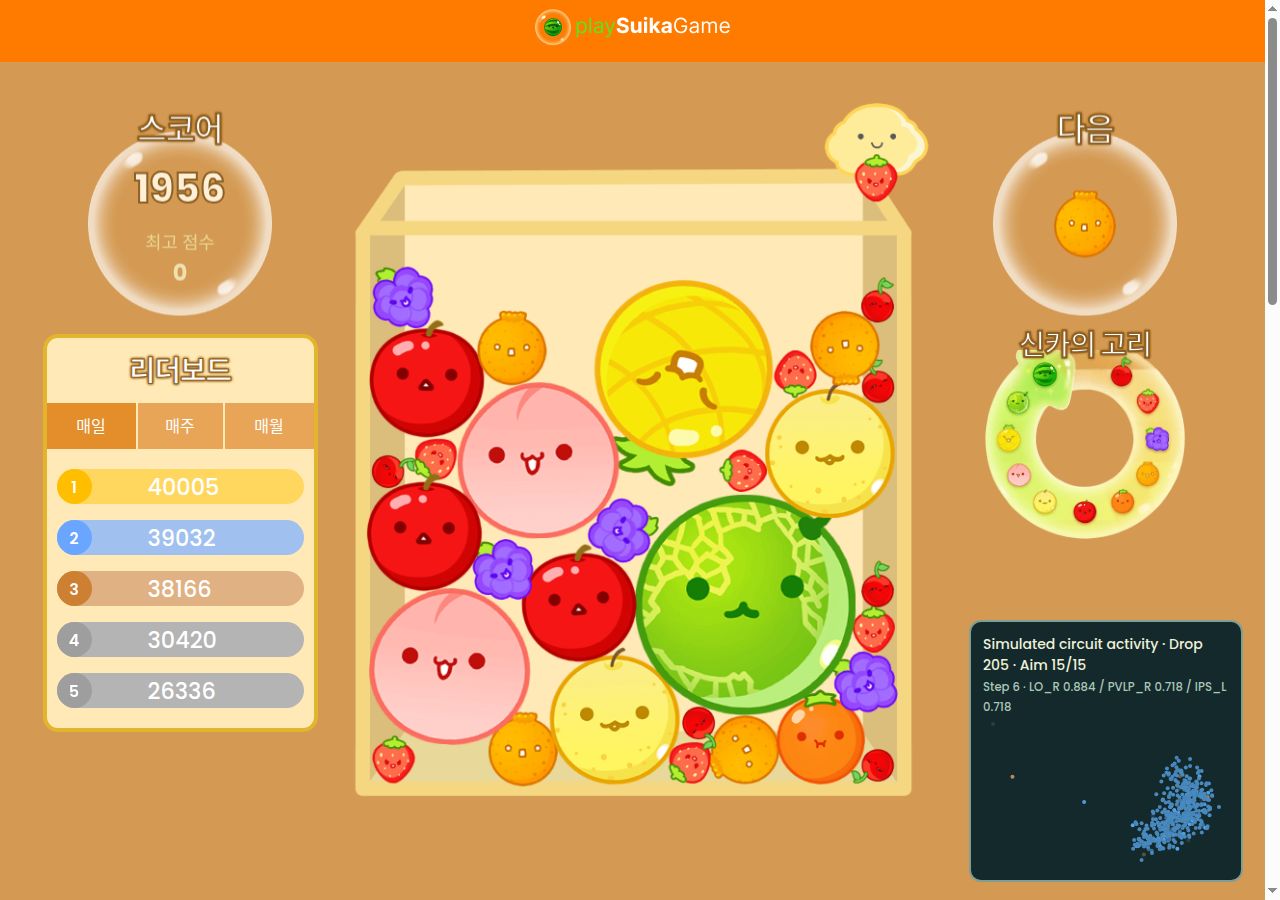 playSuikaGame
스코어
1956
최고 점수
0
다음
신카의 고리
리더보드
매일 매주 매월
1 40005
2 39032
3 38166
4 30420
5 26336
Simulated circuit activity · Drop
205 · Aim 15/15
Step 6 · LO_R 0.884 / PVLP_R 0.718 / IPS_L
0.718